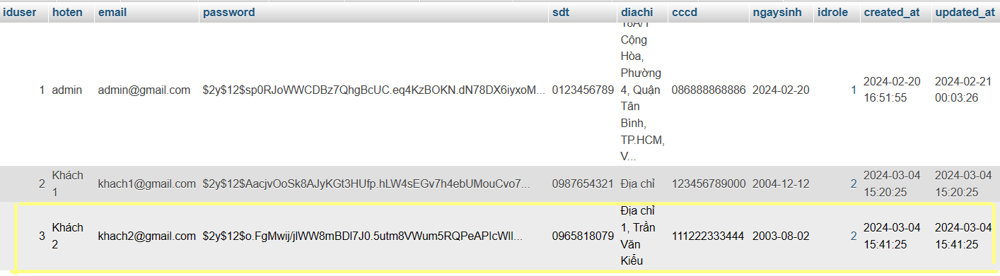 iduser hoten email password sdt diachi cccd ngaysinh idrole created_at updated_at
18A/1
Cộng
Hòa,
Phường
1 admin admin@gmail.com $2y$12$sp0RJoWWCDBz7QhgBcUC.eq4KzBOKN.dN78DX6iyxoM... 0123456789 4, Quận 086888868886 2024-02-20 1 2024-02-20 2024-02-21
16:51:55 00:03:26
Tân
Bình,
TP.HCM,
V...
Khách 2024-03-04 2024-03-04
2 khach1@gmail.com $2y$12$AacjvOoSk8AJyKGt3HUfp.hLW4sEGv7h4ebUMouCvo7... 0987654321 Địa chỉ 123456789000 2004-12-12 2
1 15:20:25 15:20:25
Địa chỉ
Khách 1, Trần 2024-03-04 2024-03-04
3 khach2@gmail.com $2y$12$o.FgMwij/jlWW8mBDl7J0.5utm8VWum5RQPeAPIcWll... 0965818079 Văn 111222333444 2003-08-02 2
2 15:41:25 15:41:25
Kiểu